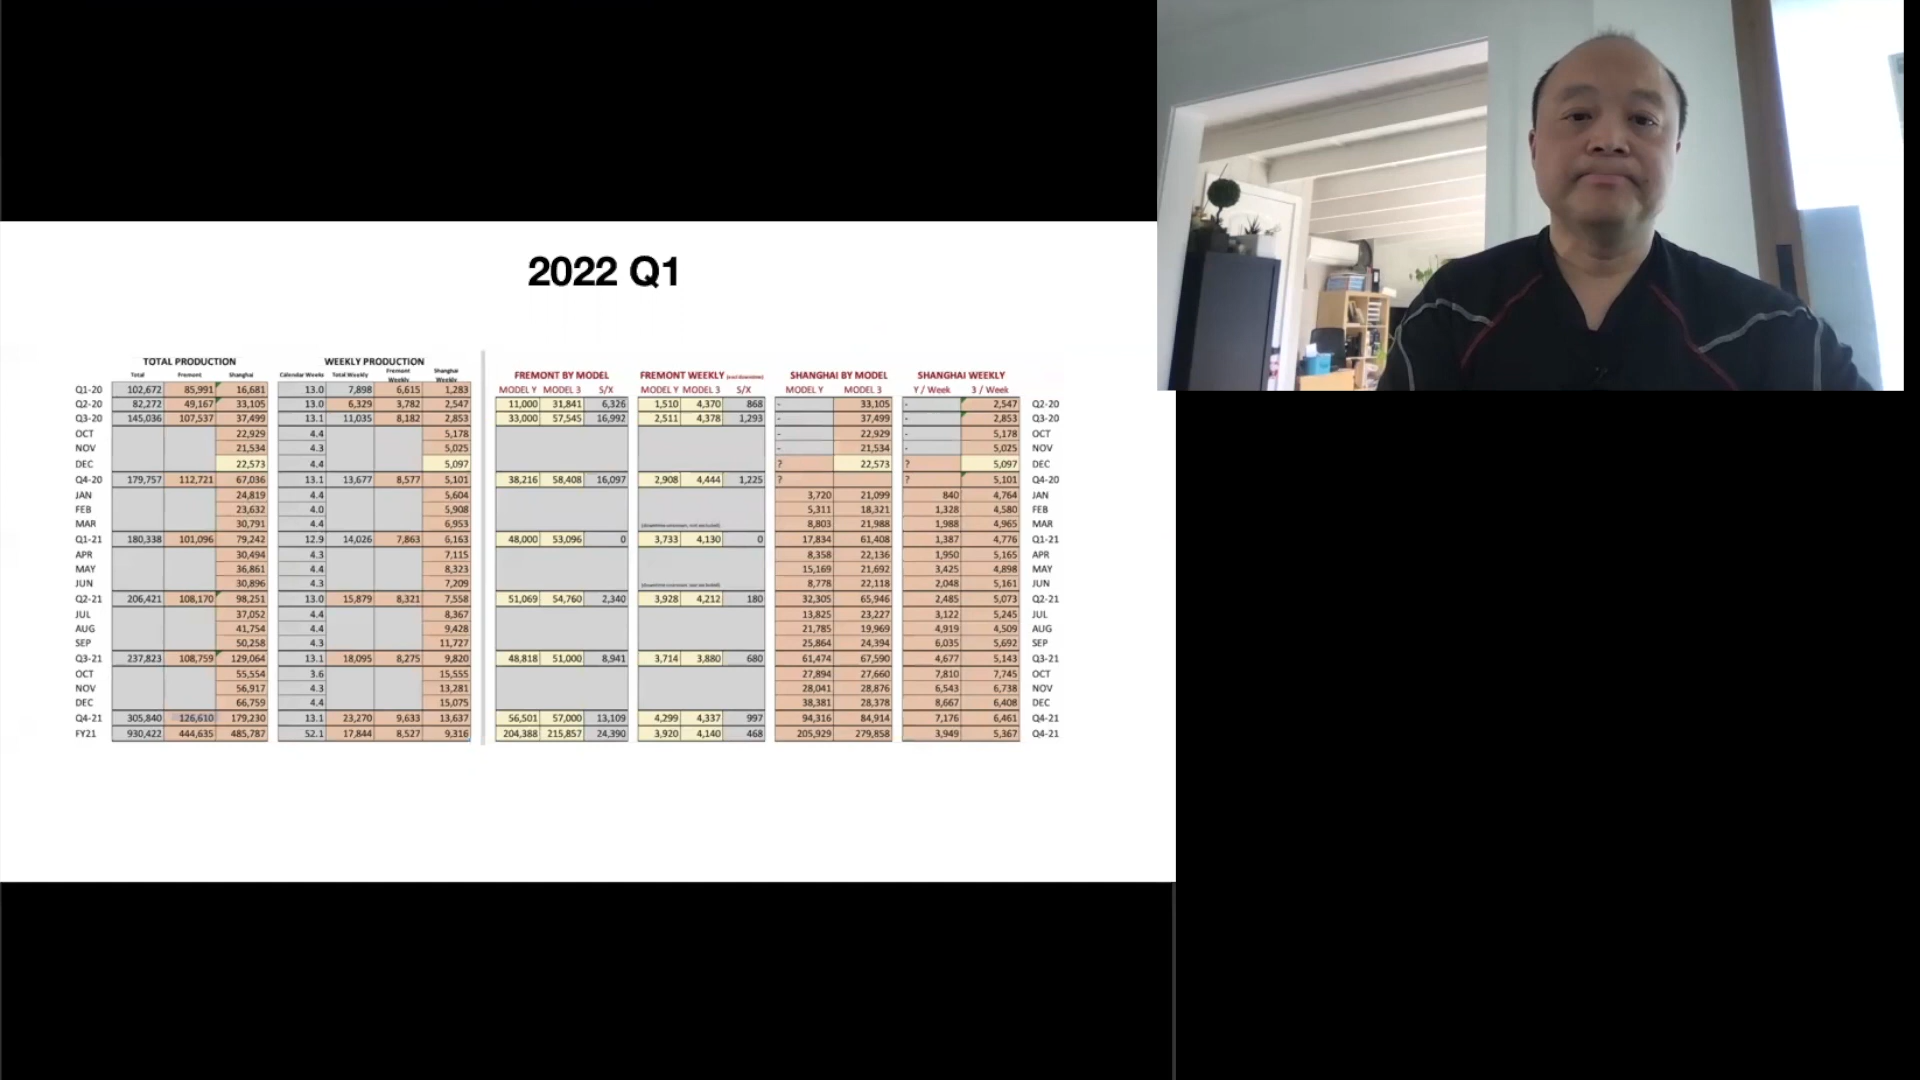 2022 Q1
TOTAL PRODUCTION WEEKLY PRODUCTION
Total Fremont Shanghai Calendar Weeks Total Weekly Fremont Weekly Shanghai Weekly
FREMONT BY MODEL FREMONT WEEKLY SHANGHAI BY MODEL SHANGHAI WEEKLY
MODEL Y MODEL 3 S/X MODEL Y MODEL 3 S/X MODEL Y MODEL 3 Y / Week 3 / Week
Q1-20 102,672 85,991 16,681 13.0 7,898 6,615 1,283
Q2-20 82,272 49,167 33,105 13.0 6,329 3,782 2,547 11,000 31,841 6,326 1,510 4,370 868 - 33,105 - 2,547 Q2-20
Q3-20 145,036 107,537 37,499 13.1 11,035 8,182 2,853 33,000 57,545 16,992 2,511 4,378 1,293 - 37,499 - 2,853 Q3-20
OCT 22,929 4.4 5,178 - 22,929 - 5,178 OCT
NOV 21,534 4.3 5,025 - 21,534 - 5,025 NOV
DEC 22,573 4.4 5,097 ? 22,573 ? 5,097 DEC
Q4-20 179,757 112,721 67,036 13.1 13,677 8,577 5,101 38,216 58,408 16,097 2,908 4,444 1,225 ? ? 5,101 Q4-20
JAN 24,819 4.4 5,604 3,720 21,099 840 4,764 JAN
FEB 23,632 4.0 5,908 5,311 18,321 1,328 4,580 FEB
MAR 30,791 4.4 6,953 8,803 21,988 1,988 4,965 MAR
Q1-21 180,338 101,096 79,242 12.9 14,026 7,863 6,163 48,000 53,096 0 3,733 4,130 0 17,834 61,408 1,387 4,776 Q1-21
APR 30,494 4.3 7,115 8,358 22,136 1,950 5,165 APR
MAY 36,861 4.4 8,323 15,169 21,692 3,425 4,898 MAY
JUN 30,896 4.3 7,209 8,778 22,118 2,048 5,161 JUN
Q2-21 206,421 108,170 98,251 13.0 15,879 8,321 7,558 51,069 54,760 2,340 3,928 4,212 180 32,305 65,946 2,485 5,073 Q2-21
JUL 37,052 4.4 8,367 13,825 23,227 3,122 5,245 JUL
AUG 41,754 4.4 9,428 21,785 19,969 4,919 4,509 AUG
SEP 50,258 4.3 11,727 25,864 24,394 6,035 5,692 SEP
Q3-21 237,823 108,759 129,064 13.1 18,095 8,275 9,820 48,818 51,000 8,941 3,714 3,880 680 61,474 67,590 4,677 5,143 Q3-21
OCT 55,554 3.6 15,555 27,894 27,660 7,810 7,745 OCT
NOV 56,917 4.3 13,281 28,041 28,876 6,543 6,738 NOV
DEC 66,759 4.4 15,075 38,381 28,378 8,667 6,408 DEC
Q4-21 305,840 126,610 179,230 13.1 23,270 9,633 13,637 56,501 57,000 13,109 4,299 4,337 997 94,316 84,914 7,176 6,461 Q4-21
FY21 930,422 444,635 485,787 52.1 17,844 8,527 9,316 204,388 215,857 24,390 3,920 4,140 468 205,929 279,858 3,949 5,367 Q4-21